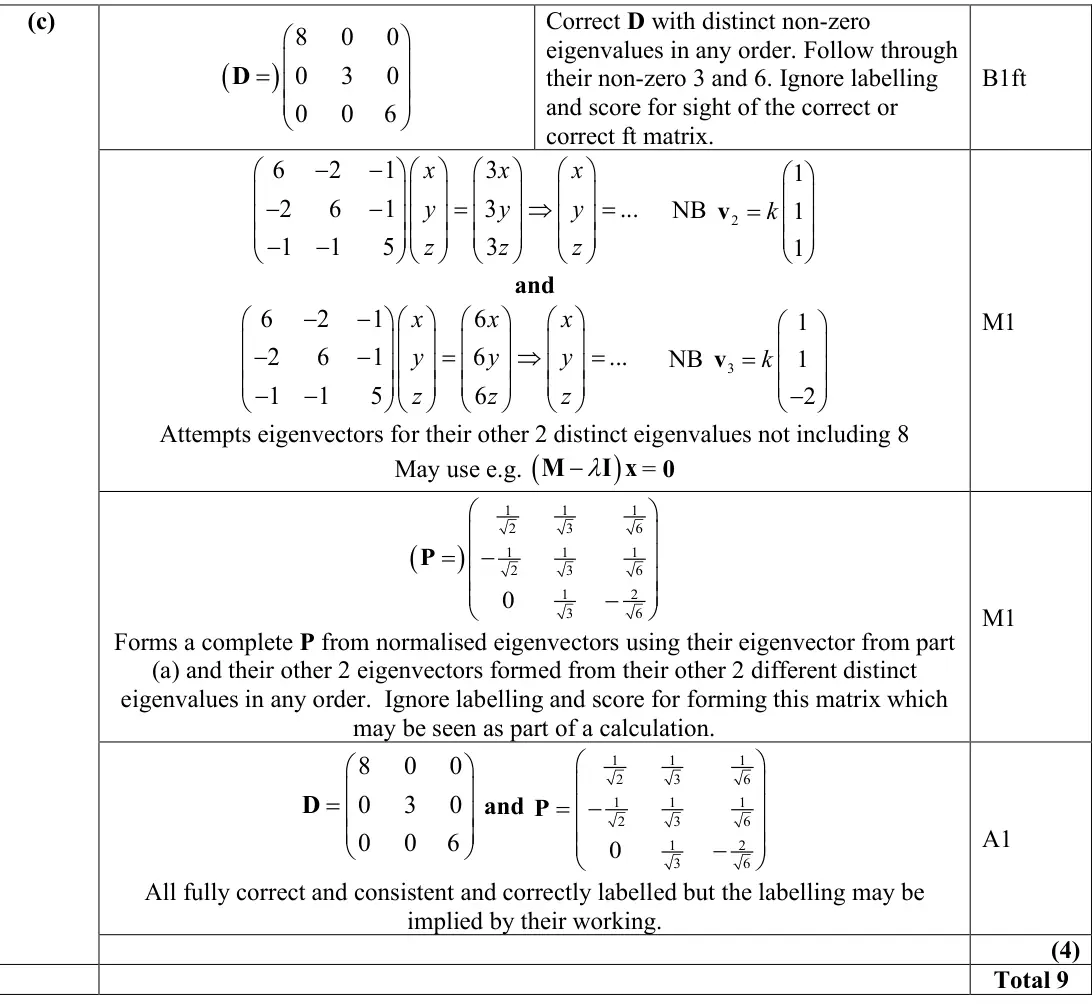 (c)
(D =) ( 8 0 0
0 3 0
0 0 6 )
Correct D with distinct non-zero
eigenvalues in any order. Follow through
their non-zero 3 and 6. Ignore labelling
and score for sight of the correct or
correct ft matrix.
B1ft
( 6 −2 −1 ) ( x ) = ( 3x ) ⇒ ( x ) = ... NB v₂ = k ( 1 )
( −2 6 −1 ) ( y ) ( 3y ) ( y ) ( 1 )
( −1 −1 5 ) ( z ) ( 3z ) ( z ) ( 1 )
and
( 6 −2 −1 ) ( x ) = ( 6x ) ⇒ ( x ) = ... NB v₃ = k ( 1 )
( −2 6 −1 ) ( y ) ( 6y ) ( y ) ( 1 )
( −1 −1 5 ) ( z ) ( 6z ) ( z ) ( −2 )
Attempts eigenvectors for their other 2 distinct eigenvalues not including 8
May use e.g. (M − λI)x = 0
M1
(P =) ( 1/√2 1/√3 1/√6
−1/√2 1/√3 1/√6
0 1/√3 −2/√6 )
Forms a complete P from normalised eigenvectors using their eigenvector from part
(a) and their other 2 eigenvectors formed from their other 2 different distinct
eigenvalues in any order. Ignore labelling and score for forming this matrix which
may be seen as part of a calculation.
M1
D = ( 8 0 0 ) and P = ( 1/√2 1/√3 1/√6 )
( 0 3 0 ) ( −1/√2 1/√3 1/√6 )
( 0 0 6 ) ( 0 1/√3 −2/√6 )
All fully correct and consistent and correctly labelled but the labelling may be
implied by their working.
A1
(4)
Total 9